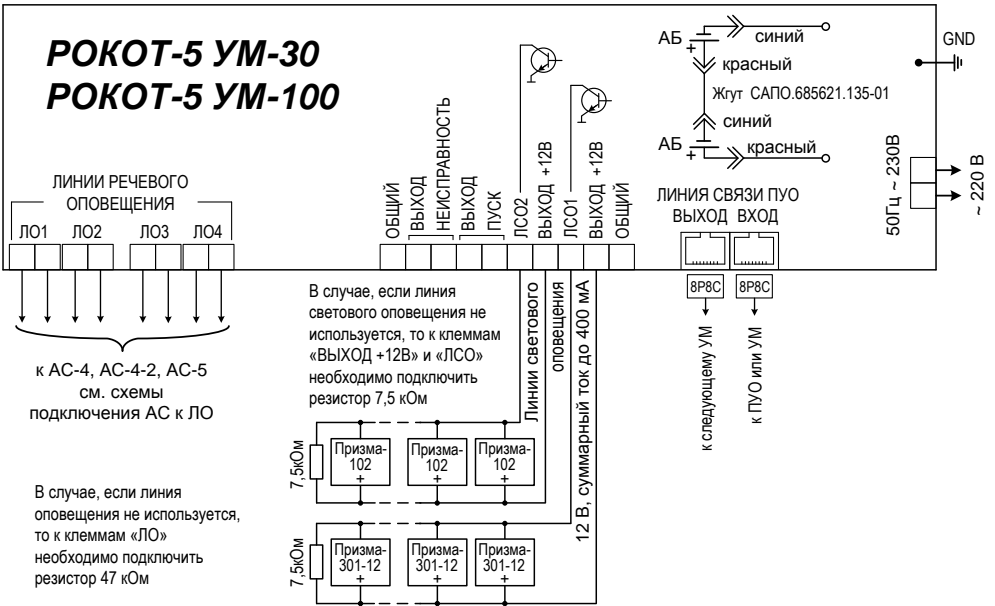 РОКОТ-5 УМ-30
РОКОТ-5 УМ-100
АБ
+
синий
красный
Жгут САПО.685621.135-01
синий
АБ
+
красный
GND
50Гц ~ 230В
~ 220 В
ЛИНИИ РЕЧЕВОГО
ОПОВЕЩЕНИЯ
ЛО1
ЛО2
ЛО3
ЛО4
ОБЩИЙ
ВЫХОД
НЕИСПРАВНОСТЬ
ВЫХОД
ПУСК
ЛСО2
ВЫХОД +12В
ЛСО1
ВЫХОД +12В
ОБЩИЙ
ЛИНИЯ СВЯЗИ ПУО
ВЫХОД ВХОД
8P8C
8P8C
к следующему УМ
к ПУО или УМ
к АС-4, АС-4-2, АС-5
см. схемы
подключения АС к ЛО
В случае, если линия
светового оповещения не
используется, то к клеммам
«ВЫХОД +12В» и «ЛСО»
необходимо подключить
резистор 7,5 кОм
Линии светового
оповещения
12 В, суммарный ток до 400 мА
7,5кОм
Призма-
102
+
Призма-
102
+
Призма-
102
+
7,5кОм
Призма-
301-12
+
Призма-
301-12
+
Призма-
301-12
+
В случае, если линия
оповещения не используется,
то к клеммам «ЛО»
необходимо подключить
резистор 47 кОм